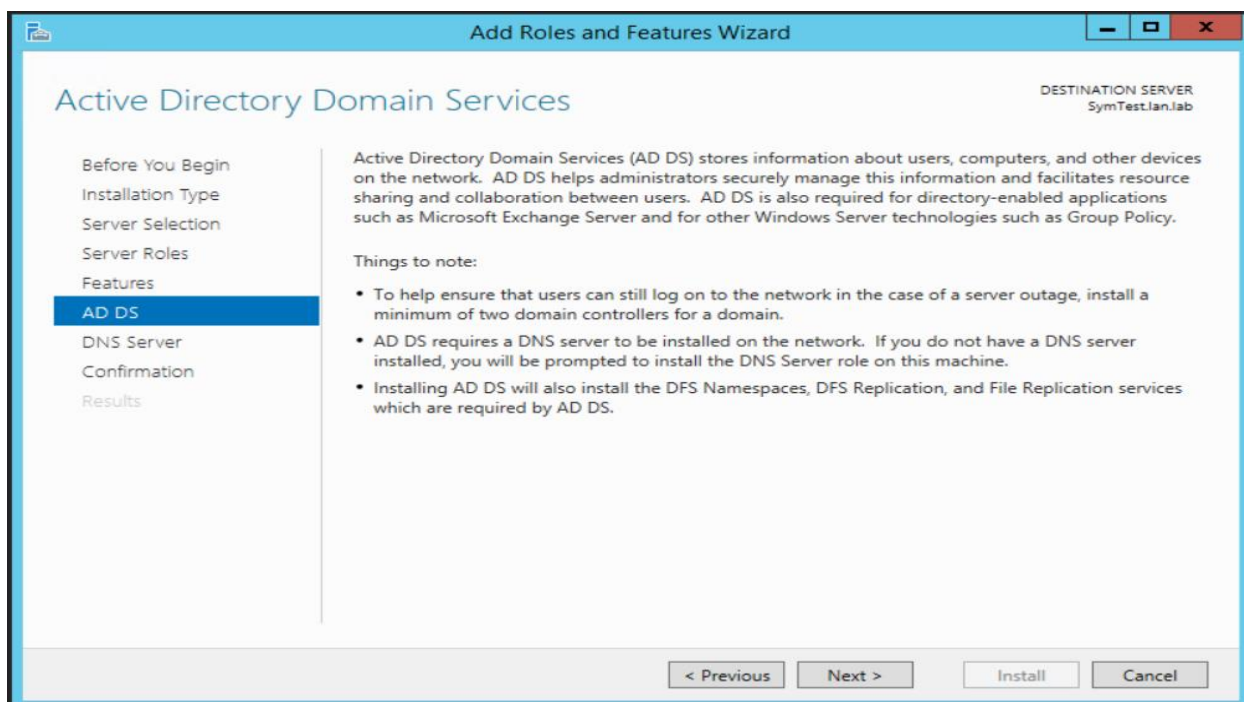 Add Roles and Features Wizard
Active Directory Domain Services
DESTINATION SERVER
SymTest.lan.lab
Before You Begin
Installation Type
Server Selection
Server Roles
Features
AD DS
DNS Server
Confirmation
Results
Active Directory Domain Services (AD DS) stores information about users, computers, and other devices
on the network.  AD DS helps administrators securely manage this information and facilitates resource
sharing and collaboration between users.  AD DS is also required for directory-enabled applications
such as Microsoft Exchange Server and for other Windows Server technologies such as Group Policy.
Things to note:
• To help ensure that users can still log on to the network in the case of a server outage, install a
minimum of two domain controllers for a domain.
• AD DS requires a DNS server to be installed on the network.  If you do not have a DNS server
installed, you will be prompted to install the DNS Server role on this machine.
• Installing AD DS will also install the DFS Namespaces, DFS Replication, and File Replication services
which are required by AD DS.
< Previous Next > Install Cancel